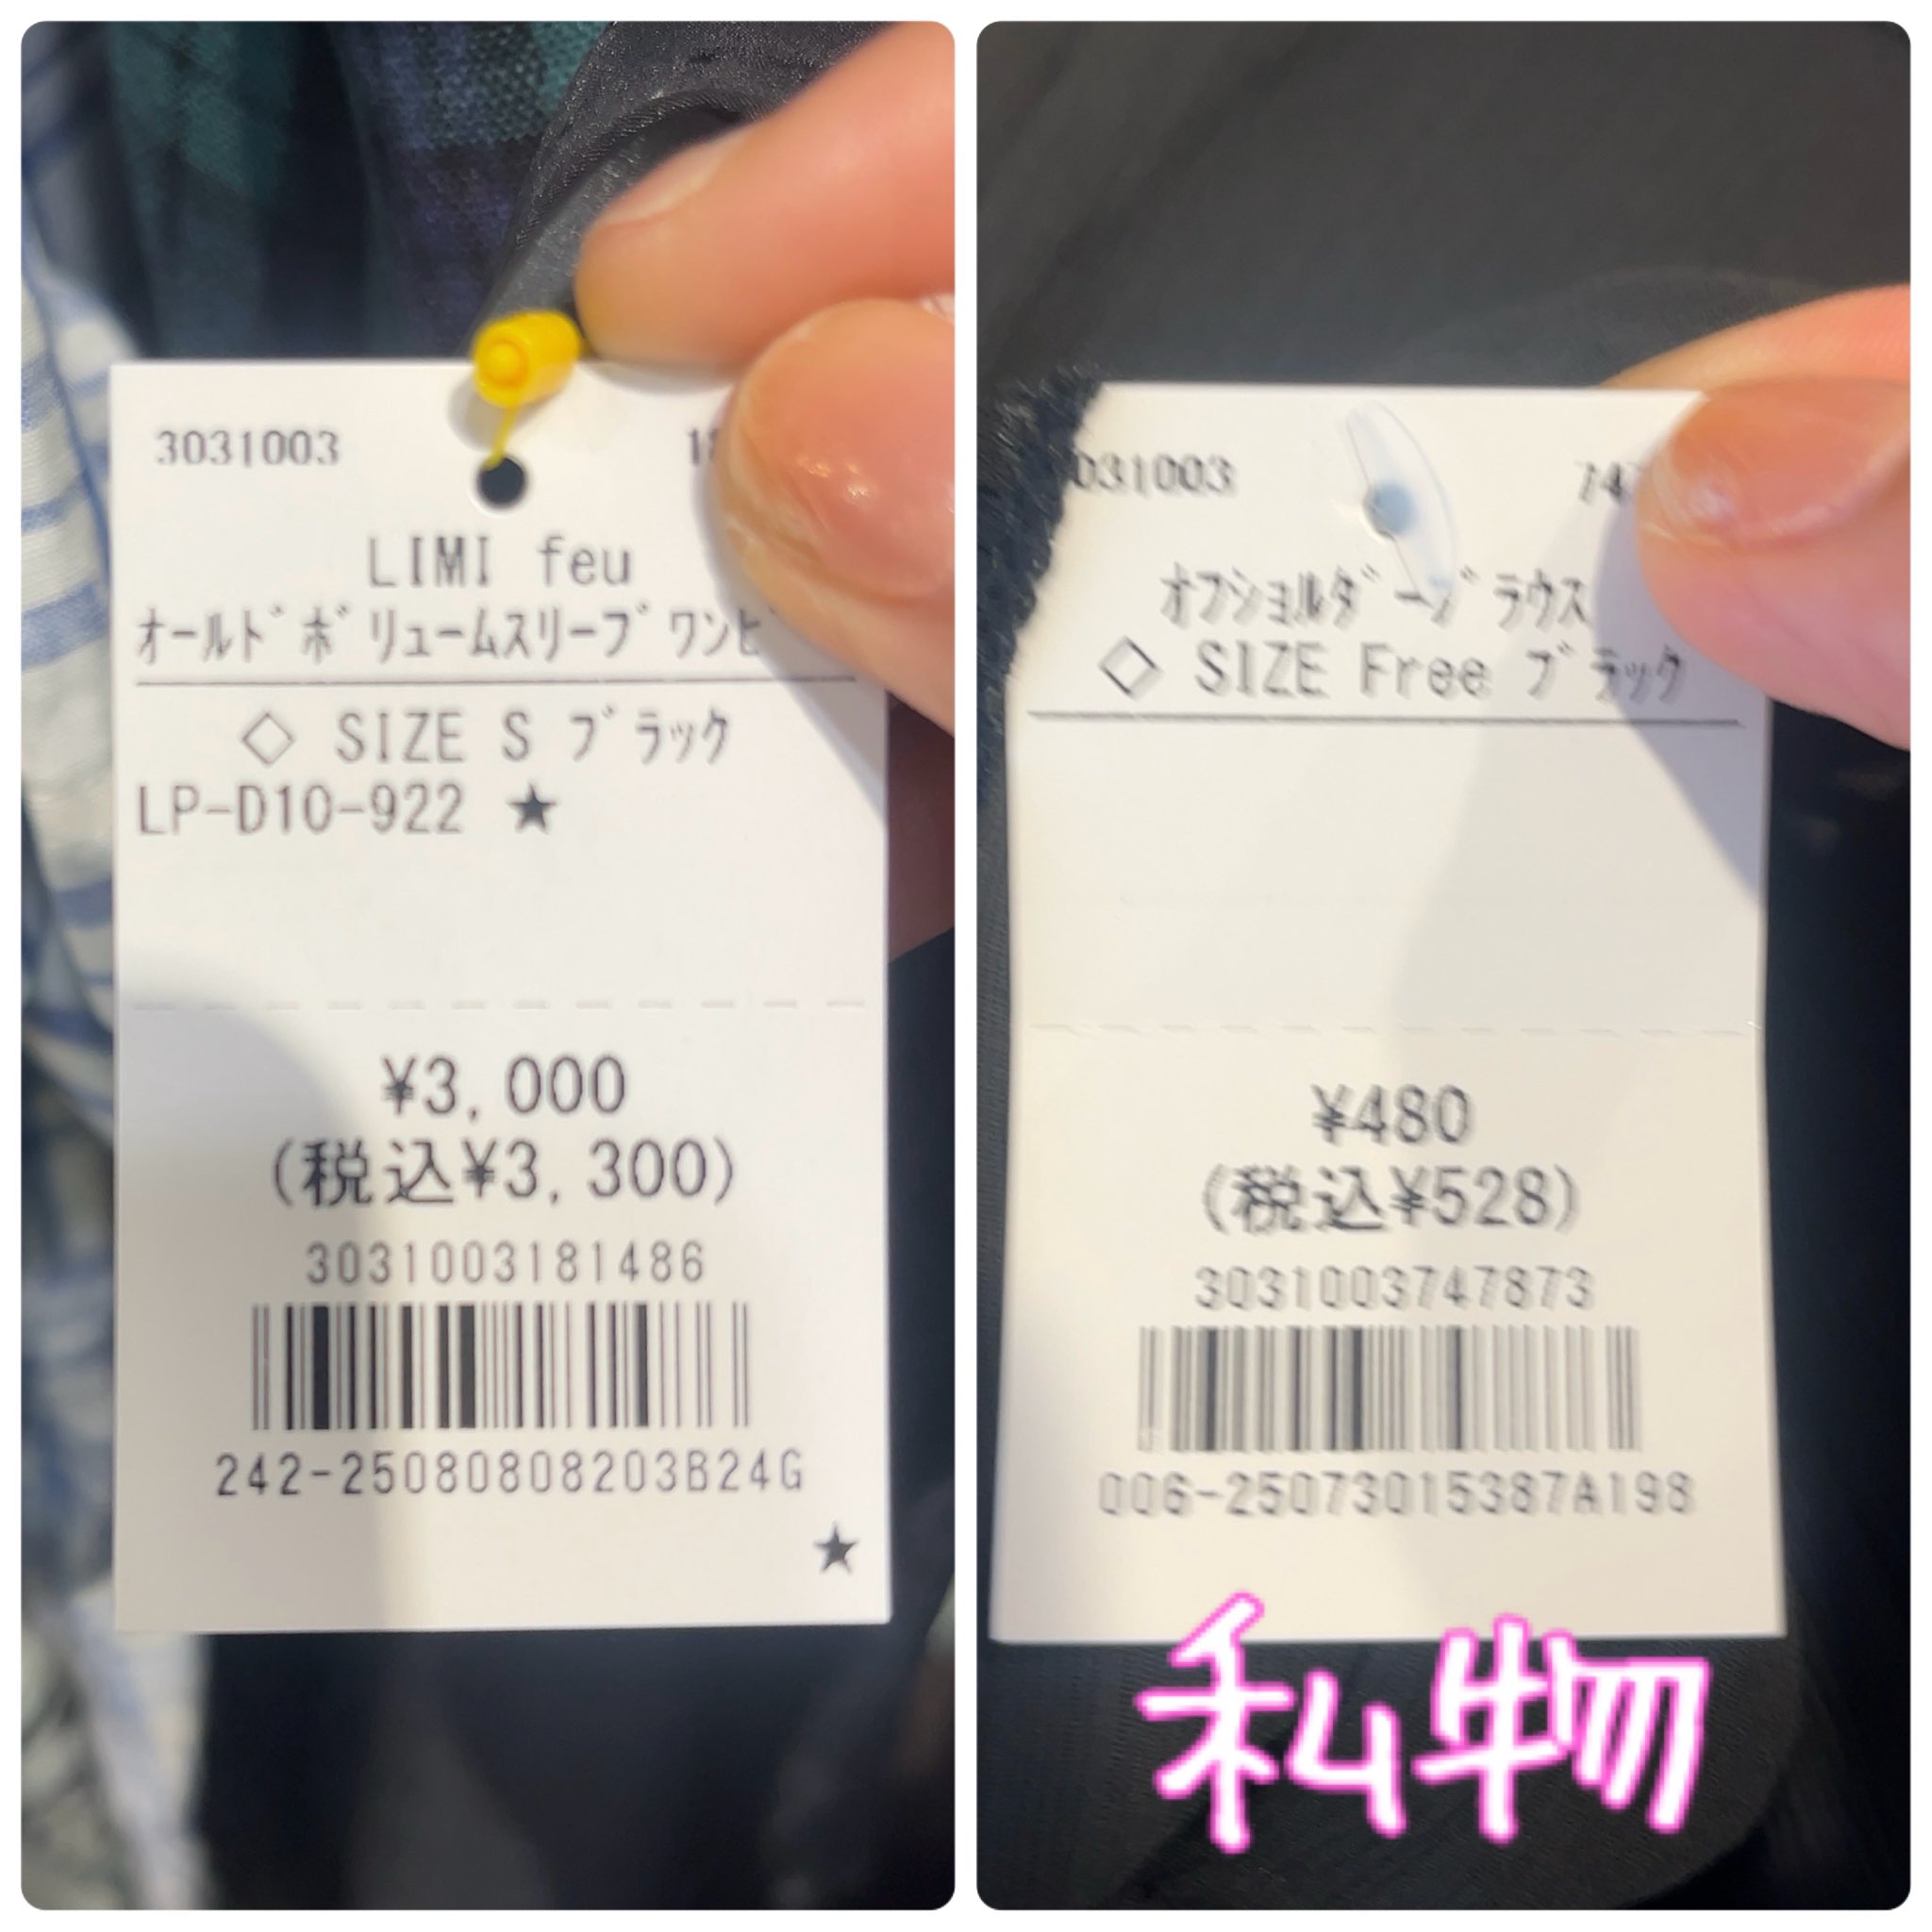 3031003
LIMI feu
オールドボリュームスリーブワンピ
◇ SIZE S ブラック
LP-D10-922 ★
¥3,000
(税込¥3,300)
3031003181486
242-25080808203B24G
★
031003
オフショルダーブラウス
◇ SIZE Free ブラック
¥480
(税込¥528)
3031003747873
006-25073015387A198
私物